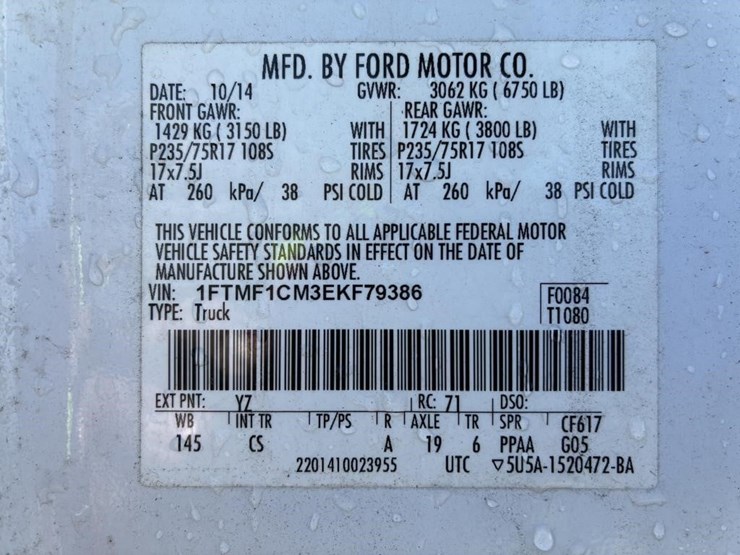 MFD. BY FORD MOTOR CO.
DATE: 10/14 GVWR: 3062 KG ( 6750 LB)
FRONT GAWR: REAR GAWR:
1429 KG ( 3150 LB) WITH 1724 KG ( 3800 LB) WITH
P235/75R17 108S TIRES P235/75R17 108S TIRES
17x7.5J RIMS 17x7.5J RIMS
AT 260 kPa/ 38 PSI COLD AT 260 kPa/ 38 PSI COLD
THIS VEHICLE CONFORMS TO ALL APPLICABLE FEDERAL MOTOR
VEHICLE SAFETY STANDARDS IN EFFECT ON THE DATE OF
MANUFACTURE SHOWN ABOVE.
VIN: 1FTMF1CM3EKF79386 F0084
TYPE: Truck T1080
EXT PNT: YZ RC: 71 DSO:
WB INT TR TP/PS R AXLE TR SPR CF617
145 CS A 19 6 PPAA G05
2201410023955 UTC ▽5U5A-1520472-BA